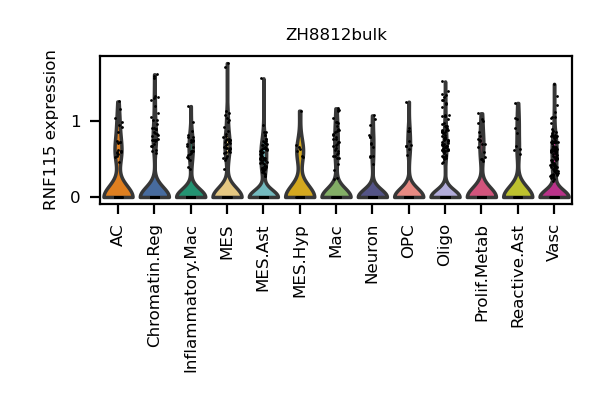 ZH8812bulk
RNF115 expression
1
0
AC
Chromatin.Reg
Inflammatory.Mac
MES
MES.Ast
MES.Hyp
Mac
Neuron
OPC
Oligo
Prolif.Metab
Reactive.Ast
Vasc